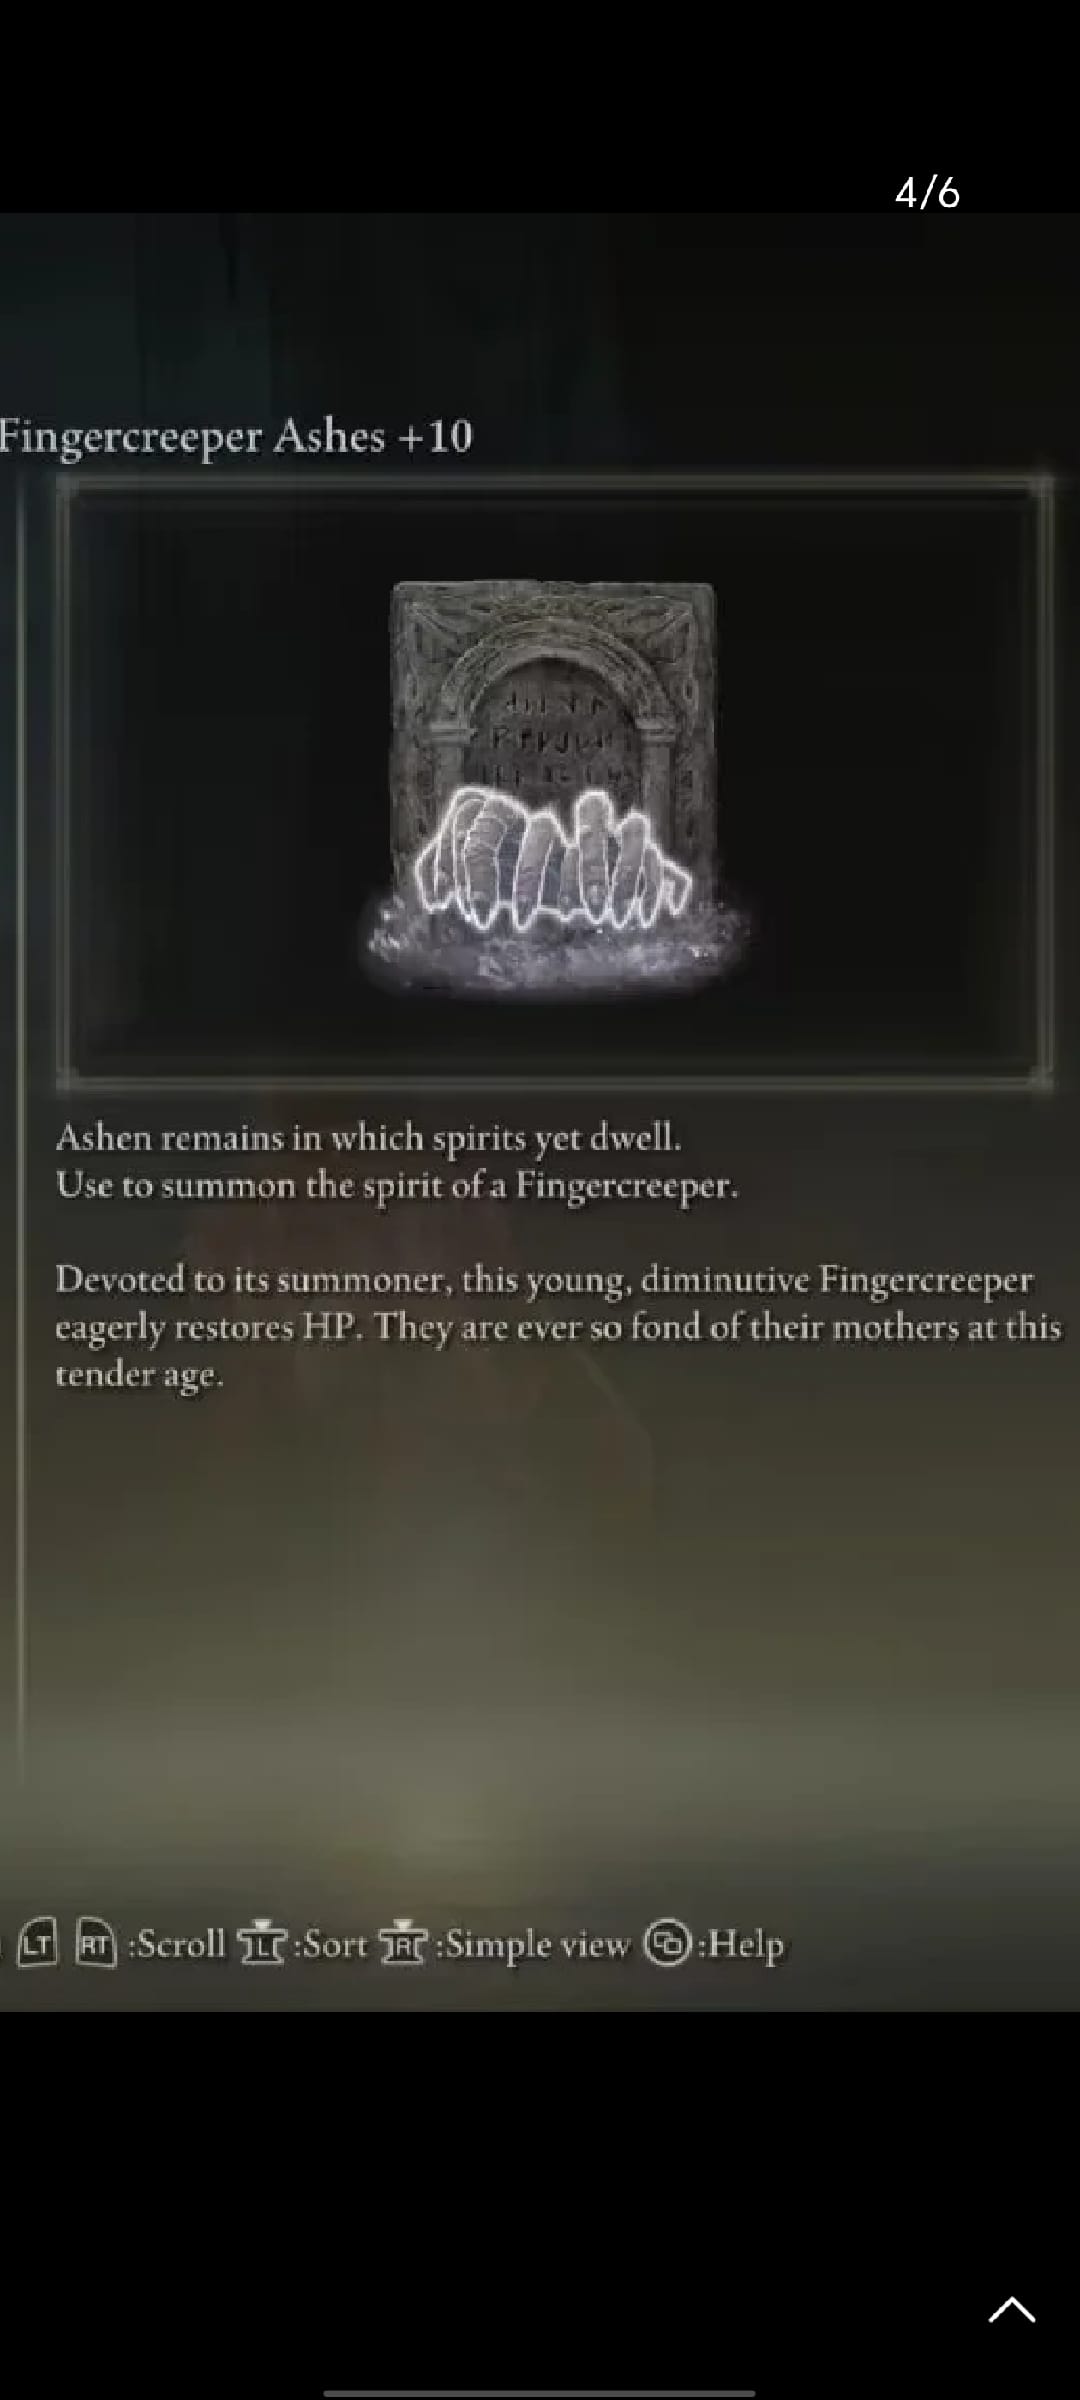 4/6
Fingercreeper Ashes +10
Ashen remains in which spirits yet dwell.
Use to summon the spirit of a Fingercreeper.
Devoted to its summoner, this young, diminutive Fingercreeper
eagerly restores HP. They are ever so fond of their mothers at this
tender age.
LT RT :Scroll L :Sort R :Simple view :Help